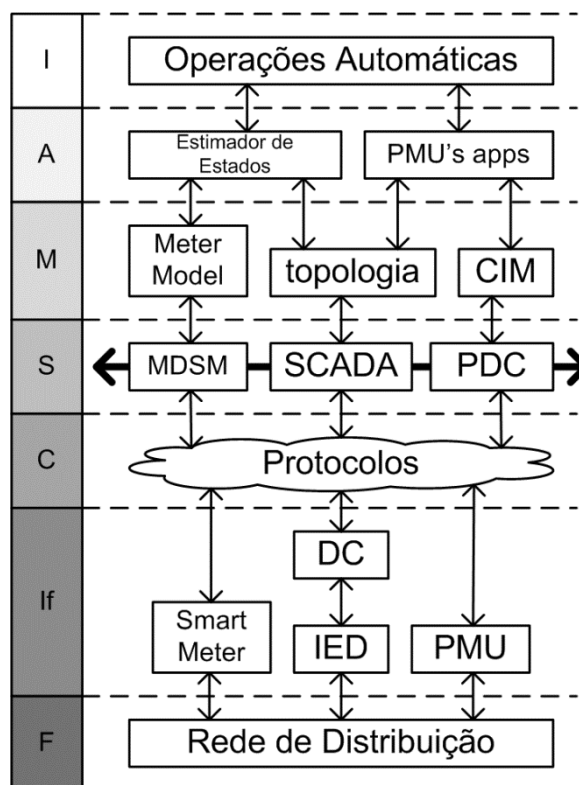 I
Operações Automáticas
A
Estimador de
Estados
PMU's apps
M
Meter
Model
topologia
CIM
S
MDSM
SCADA
PDC
C
Protocolos
If
DC
Smart
Meter
IED
PMU
F
Rede de Distribuição